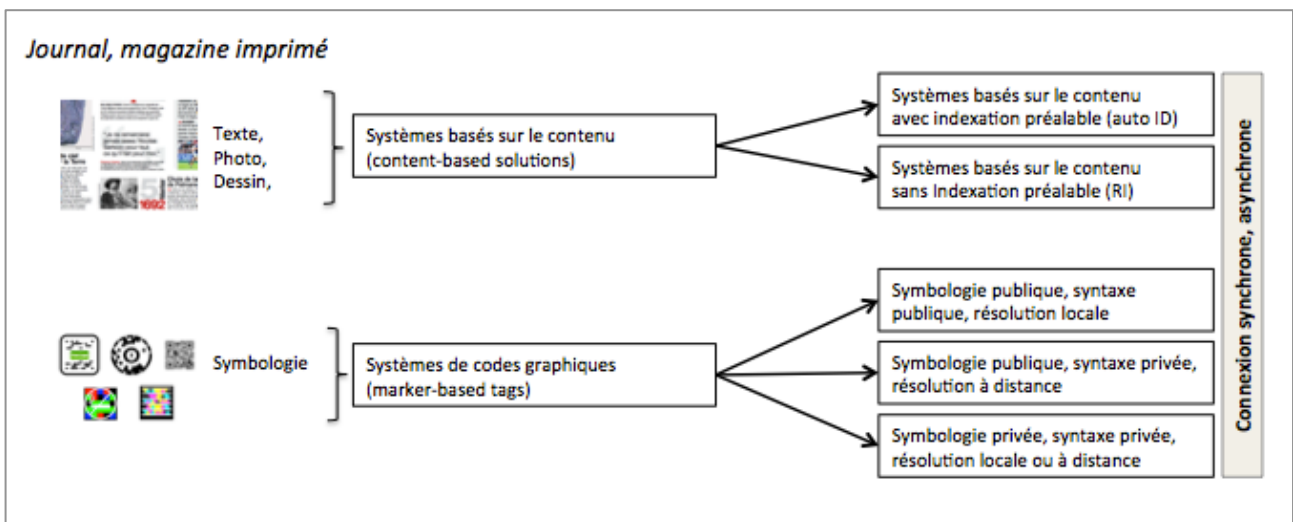 Journal, magazine imprimé
Texte,
Photo,
Dessin,
Systèmes basés sur le contenu
(content-based solutions)
Systèmes basés sur le contenu
avec indexation préalable (auto ID)
Systèmes basés sur le contenu
sans Indexation préalable (RI)
Symbologie
Systèmes de codes graphiques
(marker-based tags)
Symbologie publique, syntaxe
publique, résolution locale
Symbologie publique, syntaxe privée,
résolution à distance
Symbologie privée, syntaxe privée,
résolution locale ou à distance
Connexion synchrone, asynchrone
1692